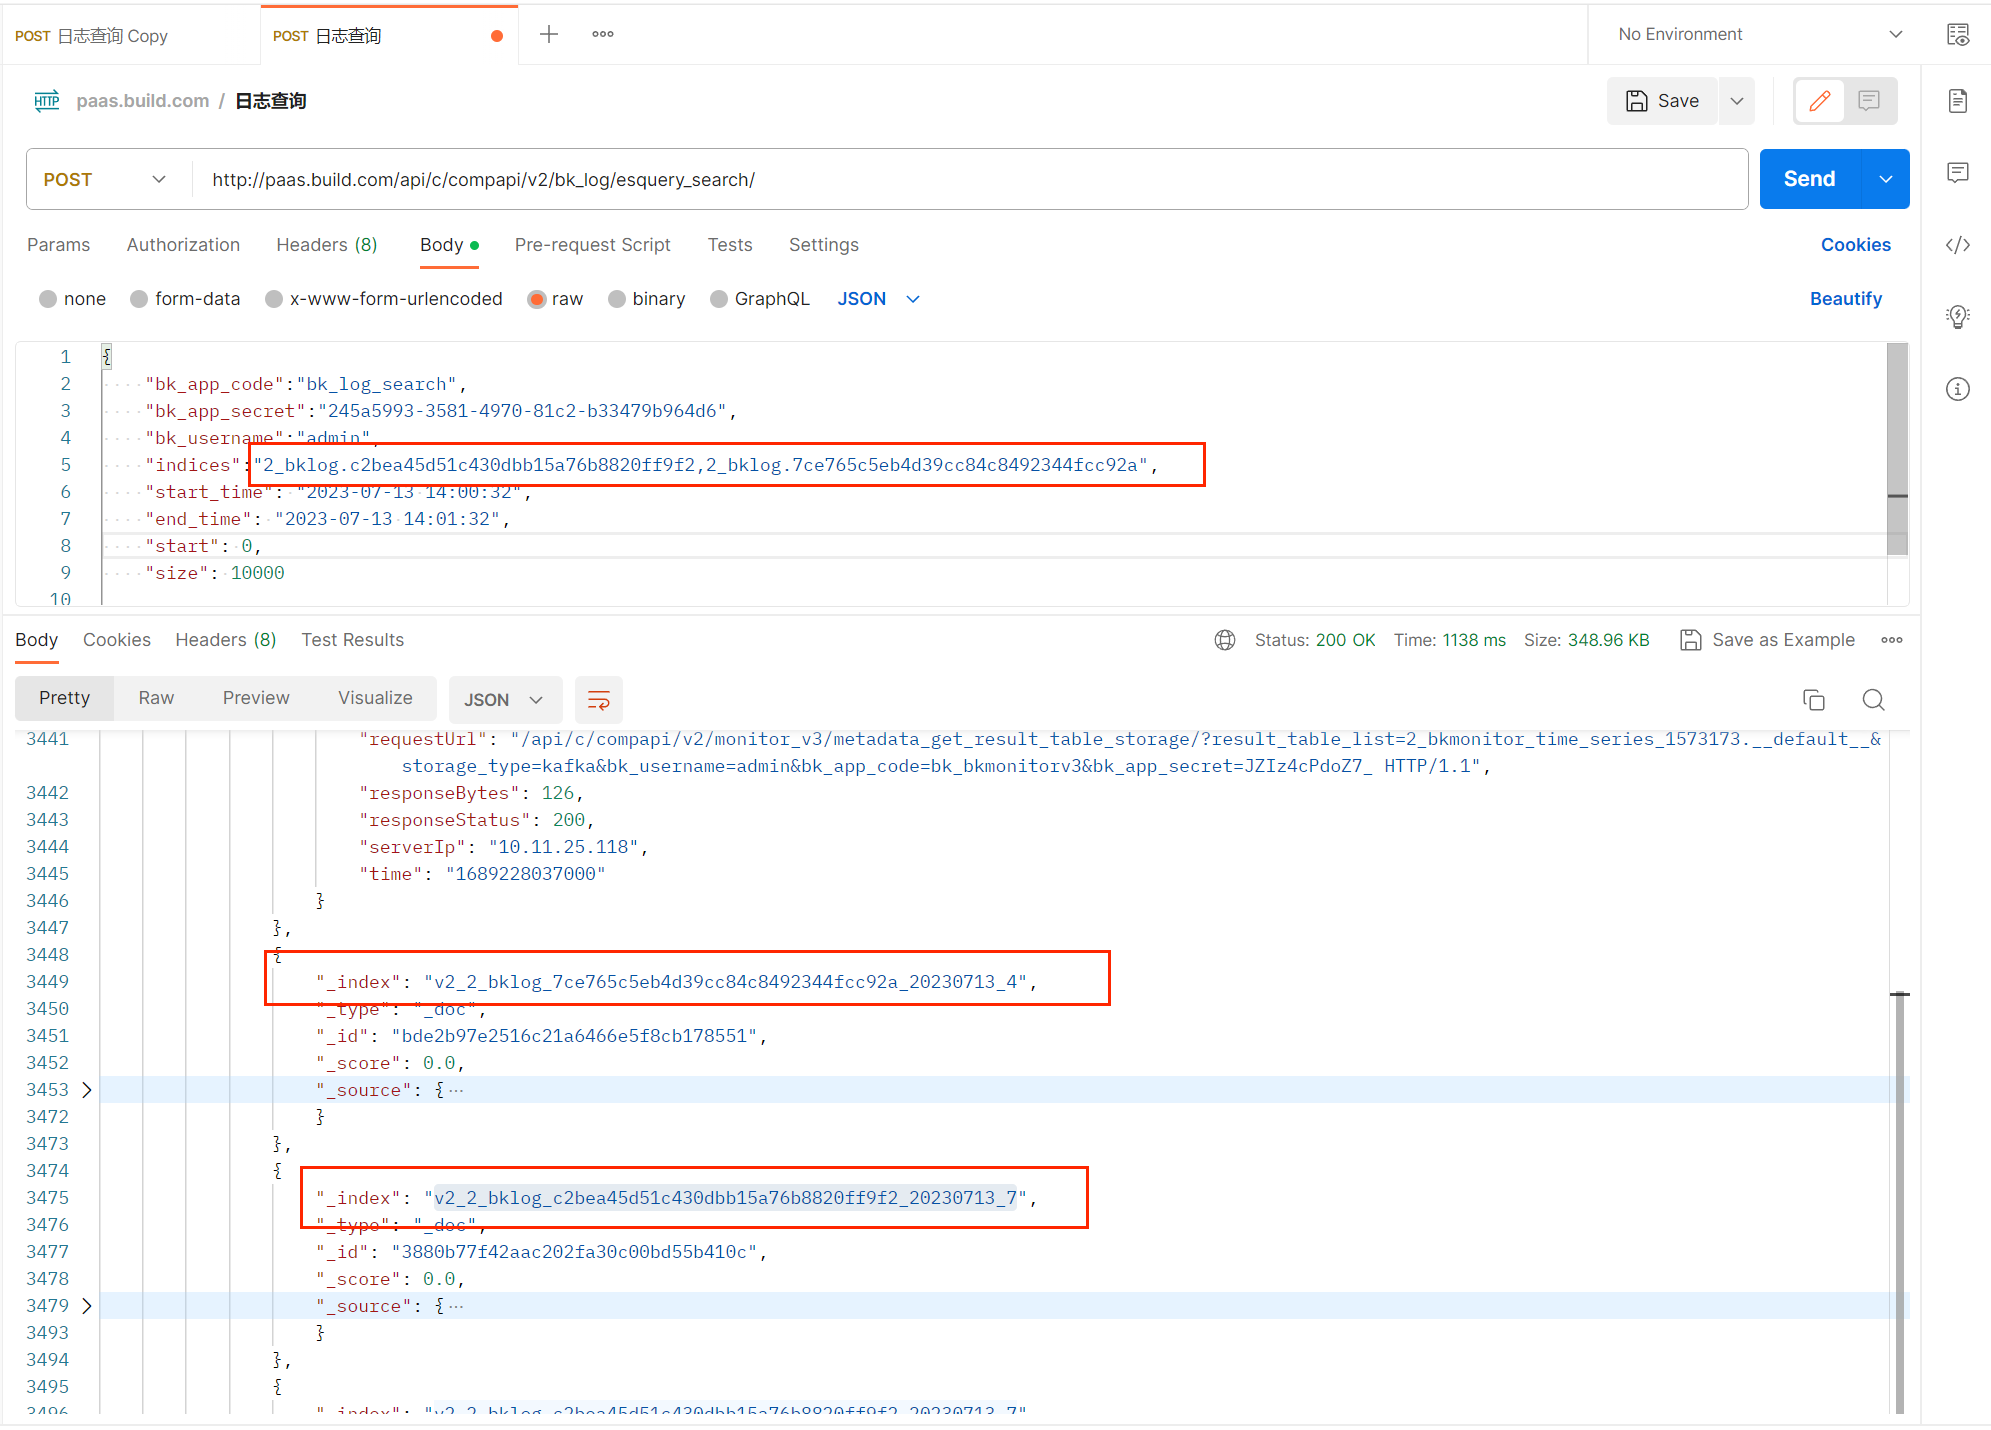 POST 日志查询 Copy
POST 日志查询
No Environment
HTTP paas.build.com / 日志查询
Save
POST http://paas.build.com/api/c/compapi/v2/bk_log/esquery_search/
Send
Params Authorization Headers (8) Body Pre-request Script Tests Settings Cookies
none form-data x-www-form-urlencoded raw binary GraphQL JSON Beautify
1 {
2 "bk_app_code":"bk_log_search",
3 "bk_app_secret":"245a5993-3581-4970-81c2-b33479b964d6",
4 "bk_username":"admin",
5 "indices":"2_bklog.c2bea45d51c430dbb15a76b8820ff9f2,2_bklog.7ce765c5eb4d39cc84c8492344fcc92a",
6 "start_time": "2023-07-13 14:00:32",
7 "end_time": "2023-07-13 14:01:32",
8 "start": 0,
9 "size": 10000
10
Body Cookies Headers (8) Test Results Status: 200 OK Time: 1138 ms Size: 348.96 KB Save as Example
Pretty Raw Preview Visualize JSON
3441 "requestUrl": "/api/c/compapi/v2/monitor_v3/metadata_get_result_table_storage/?result_table_list=2_bkmonitor_time_series_1573173.__default__&
storage_type=kafka&bk_username=admin&bk_app_code=bk_bkmonitorv3&bk_app_secret=JZIz4cPdoZ7_ HTTP/1.1",
3442 "responseBytes": 126,
3443 "responseStatus": 200,
3444 "serverIp": "10.11.25.118",
3445 "time": "1689228037000"
3446 }
3447 },
3448 {
3449 "_index": "v2_2_bklog_7ce765c5eb4d39cc84c8492344fcc92a_20230713_4",
3450 "_type": "_doc",
3451 "_id": "bde2b97e2516c21a6466e5f8cb178551",
3452 "_score": 0.0,
3453 "_source": {···
3472 }
3473 },
3474 {
3475 "_index": "v2_2_bklog_c2bea45d51c430dbb15a76b8820ff9f2_20230713_7",
3476 "_type": "_doc",
3477 "_id": "3880b77f42aac202fa30c00bd55b410c",
3478 "_score": 0.0,
3479 "_source": {···
3493 }
3494 },
3495 {
3496 "_index": "v2_2_bklog_c2bea45d51c430dbb15a76b8820ff9f2_20230713_7"